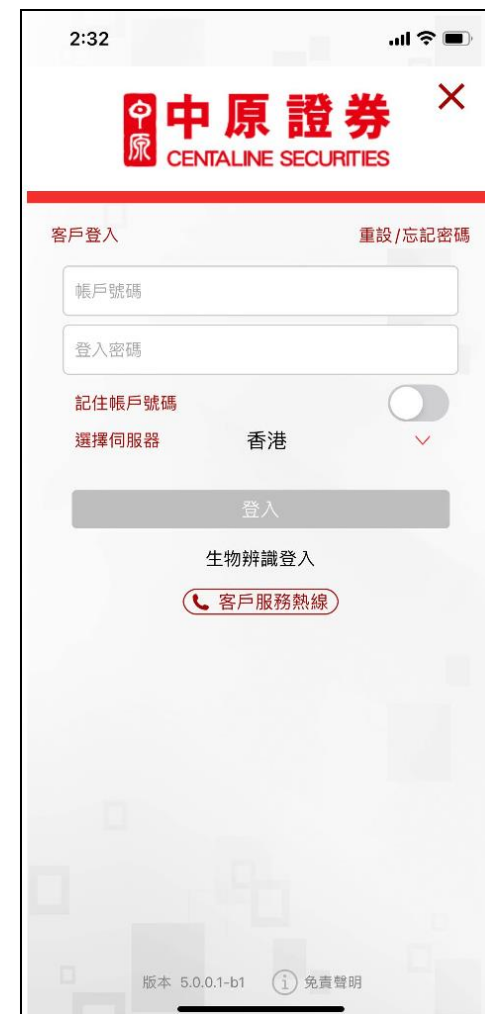 2:32
中原
中原證券
CENTALINE SECURITIES
客戶登入 重設/忘記密碼
帳戶號碼
登入密碼
記住帳戶號碼
選擇伺服器 香港
登入
生物辨識登入
客戶服務熱線
版本 5.0.0.1-b1 i 免責聲明